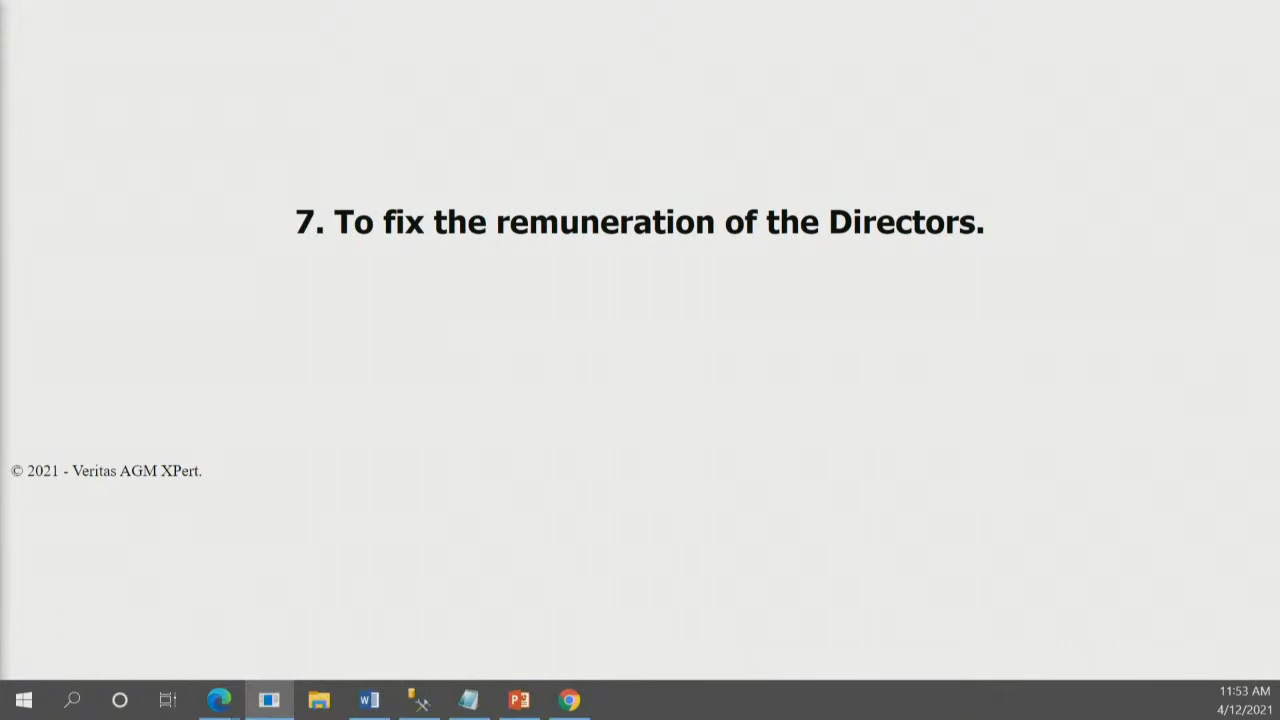 7. To fix the remuneration of the Directors.
© 2021 - Veritas AGM XPert.
11:53 AM
4/12/2021